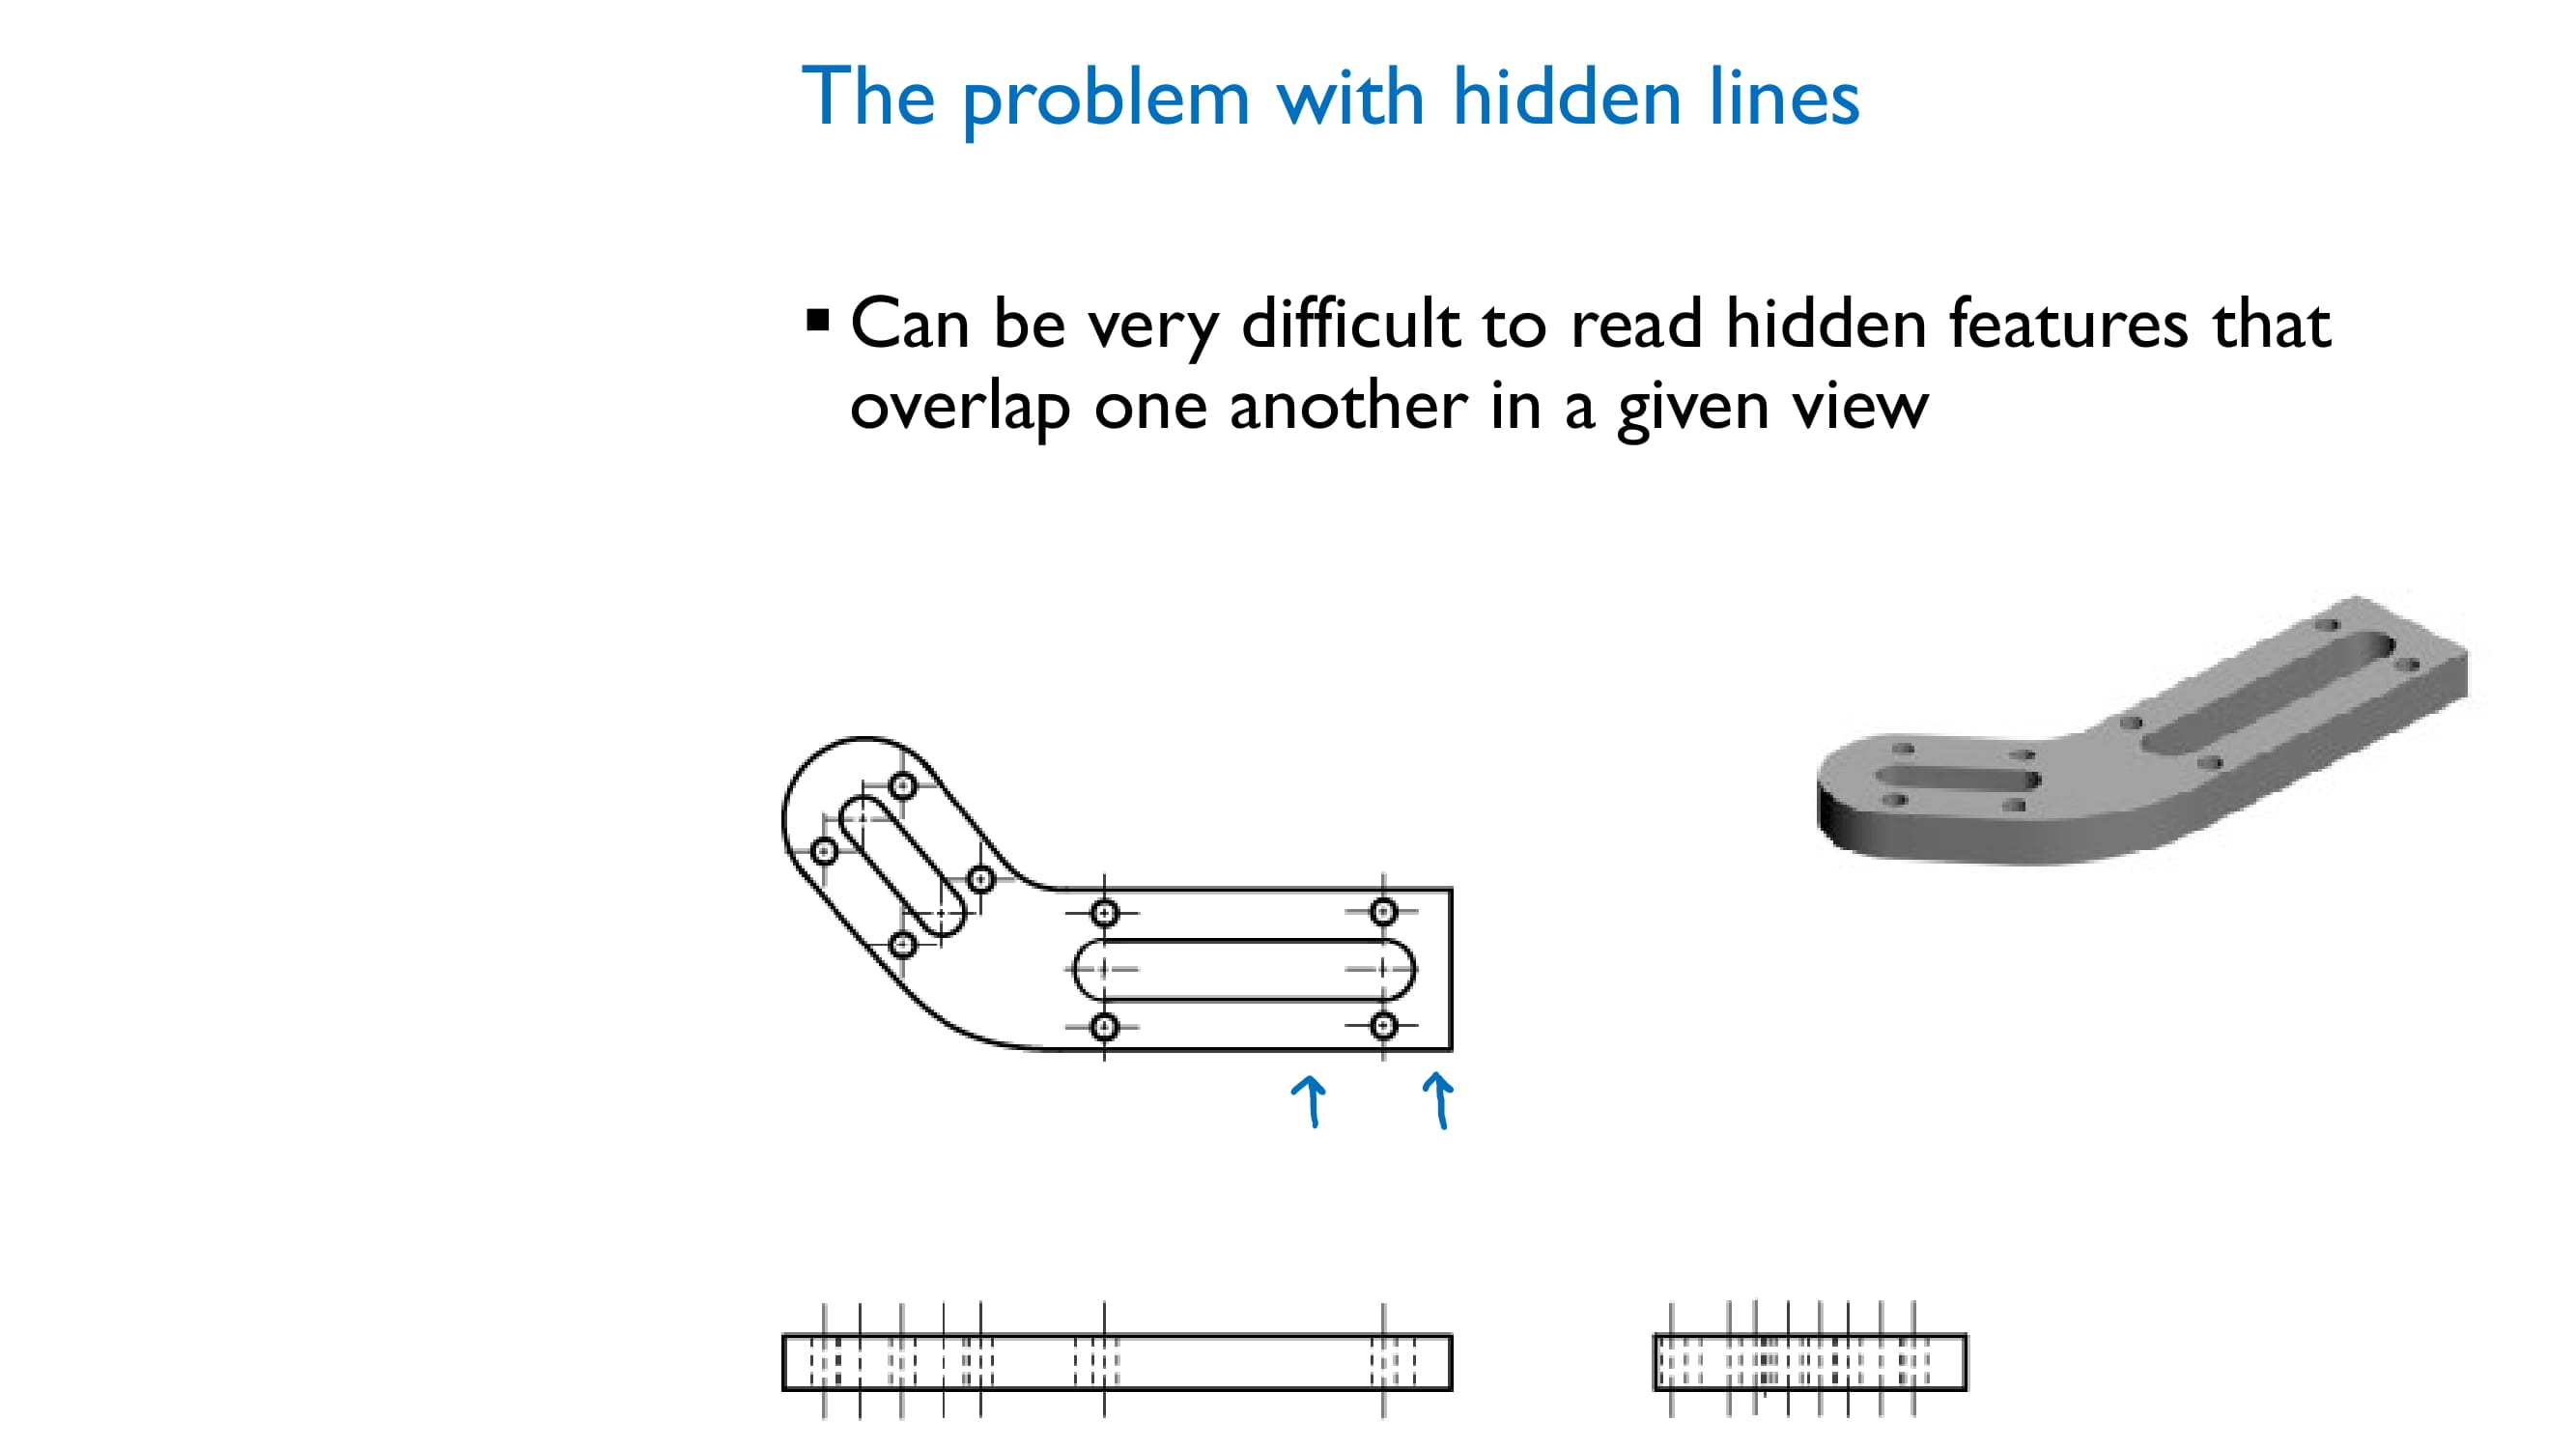 The problem with hidden lines
▪ Can be very difficult to read hidden features that
overlap one another in a given view